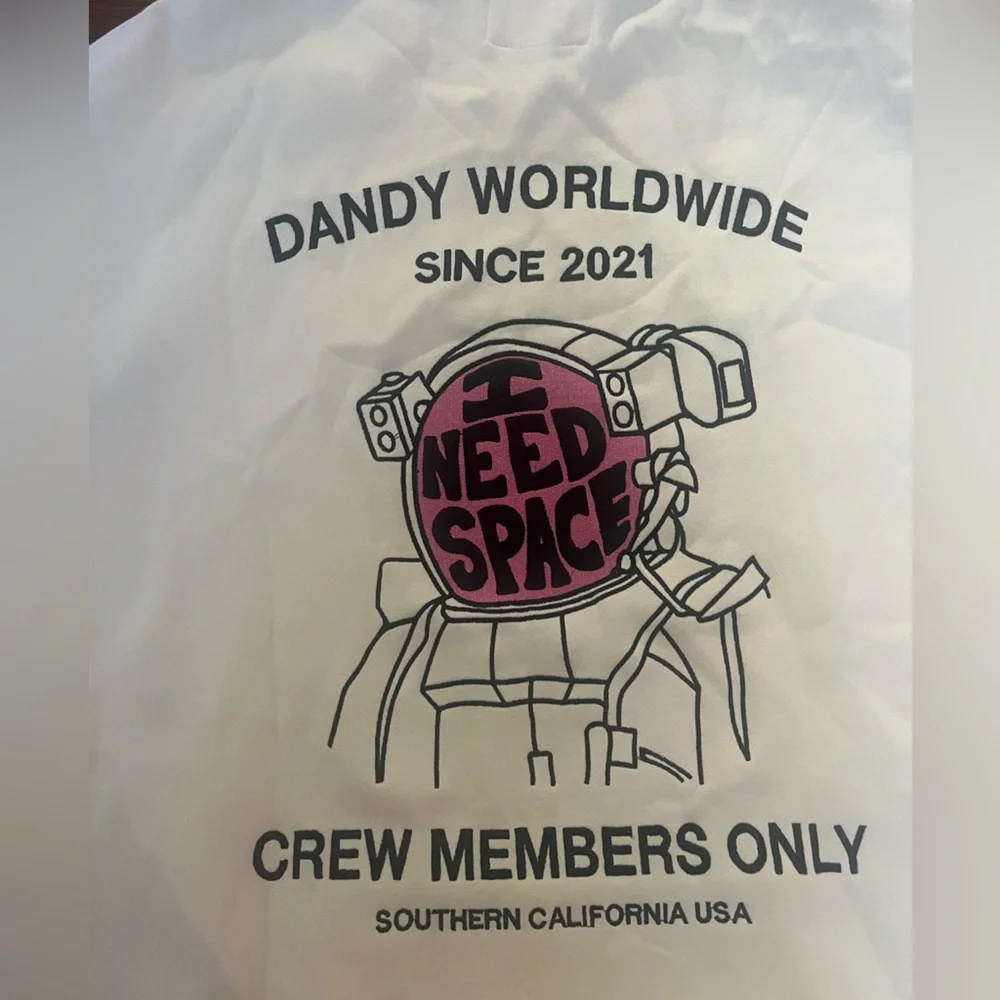 DANDY WORLDWIDE
SINCE 2021
I
NEED
SPACE
CREW MEMBERS ONLY
SOUTHERN CALIFORNIA USA